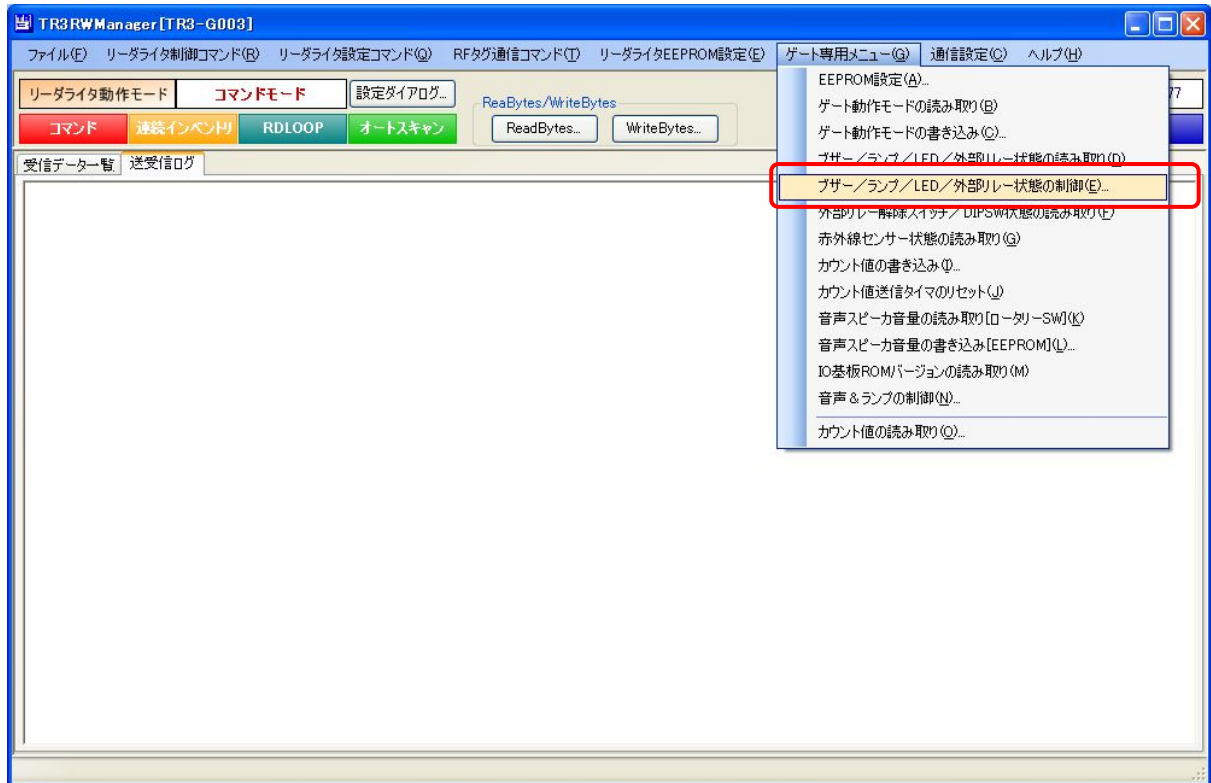 TR3RWManager[TR3-G003]
ファイル(F) リーダライタ制御コマンド(R) リーダライタ設定コマンド(Q) RFタグ通信コマンド(T) リーダライタEEPROM設定(E) ゲート専用メニュー(G) 通信設定(C) ヘルプ(H)
リーダライタ動作モード コマンドモード 設定ダイアログ...
コマンド 連続インベントリ RDLOOP オートスキャン
ReaBytes/WriteBytes
ReadBytes... WriteBytes...
77
受信データ一覧 送受信ログ
EEPROM設定(A)...
ゲート動作モードの読み取り(B)
ゲート動作モードの書き込み(C)...
ブザー／ランプ／LED／外部リレー状態の読み取り(D)
ブザー／ランプ／LED／外部リレー状態の制御(E)...
外部リレー解除スイッチ／DIPSW状態の読み取り(F)
赤外線センサー状態の読み取り(G)
カウント値の書き込み(I)...
カウント値送信タイマのリセット(J)
音声スピーカ音量の読み取り[ロータリーSW](K)
音声スピーカ音量の書き込み[EEPROM](L)...
IO基板ROMバージョンの読み取り(M)
音声＆ランプの制御(N)...
カウント値の読み取り(O)...